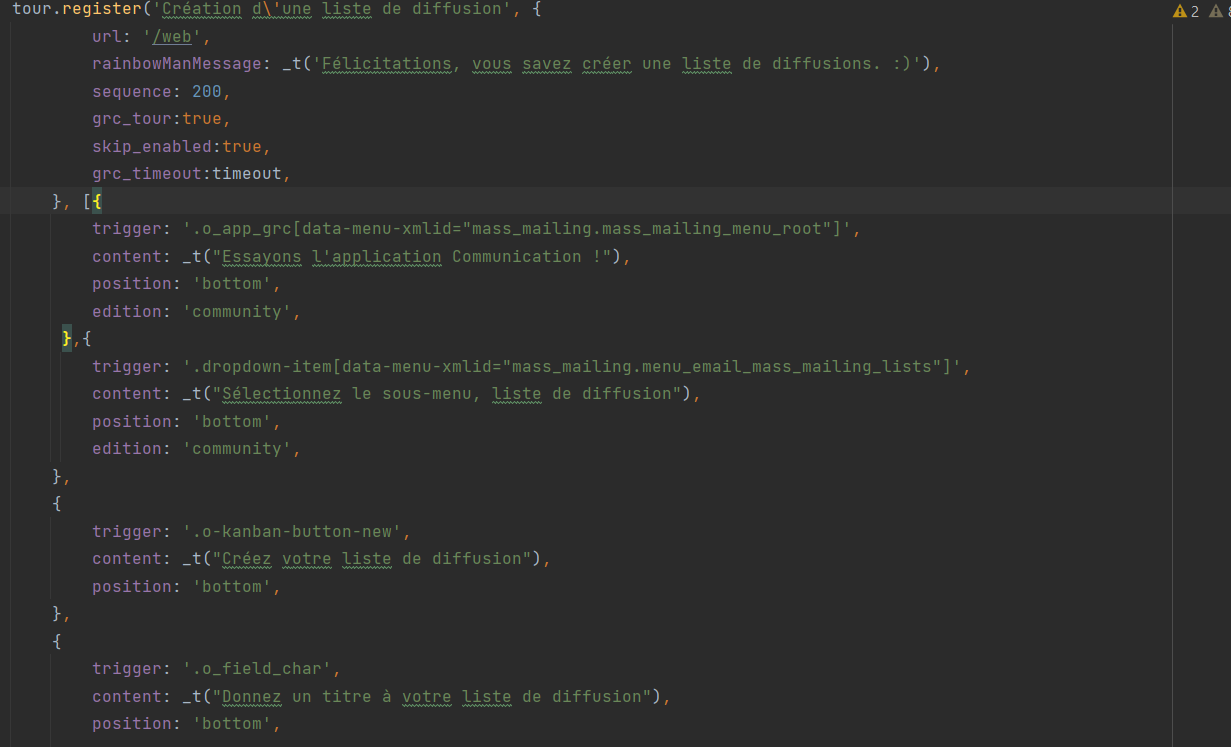 tour.register('Création d\'une liste de diffusion', {
url: '/web',
rainbowManMessage: _t('Félicitations, vous savez créer une liste de diffusions. :)'),
sequence: 200,
grc_tour:true,
skip_enabled:true,
grc_timeout:timeout,
}, [{
trigger: '.o_app_grc[data-menu-xmlid="mass_mailing.mass_mailing_menu_root"]',
content: _t("Essayons l'application Communication !"),
position: 'bottom',
edition: 'community',
},{
trigger: '.dropdown-item[data-menu-xmlid="mass_mailing.menu_email_mass_mailing_lists"]',
content: _t("Sélectionnez le sous-menu, liste de diffusion"),
position: 'bottom',
edition: 'community',
},
{
trigger: '.o-kanban-button-new',
content: _t("Créez votre liste de diffusion"),
position: 'bottom',
},
{
trigger: '.o_field_char',
content: _t("Donnez un titre à votre liste de diffusion"),
position: 'bottom',
2